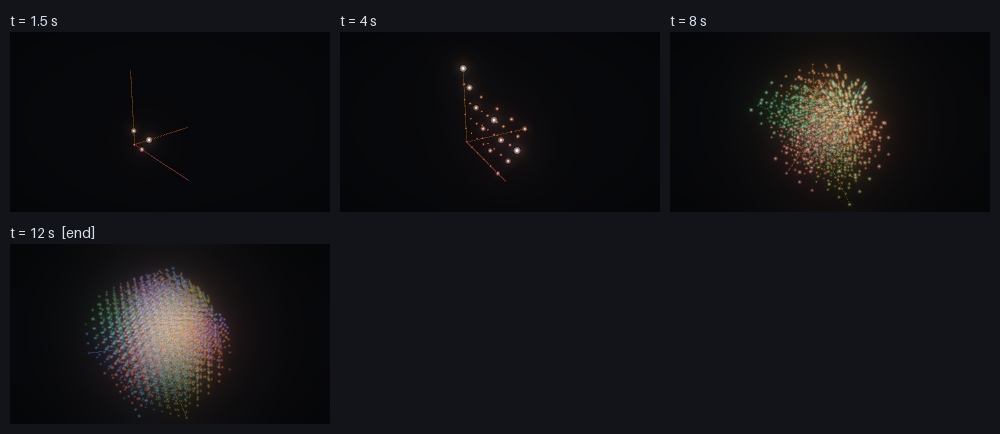 t = 1.5 s
t = 4 s
t = 8 s
t = 12 s [end]